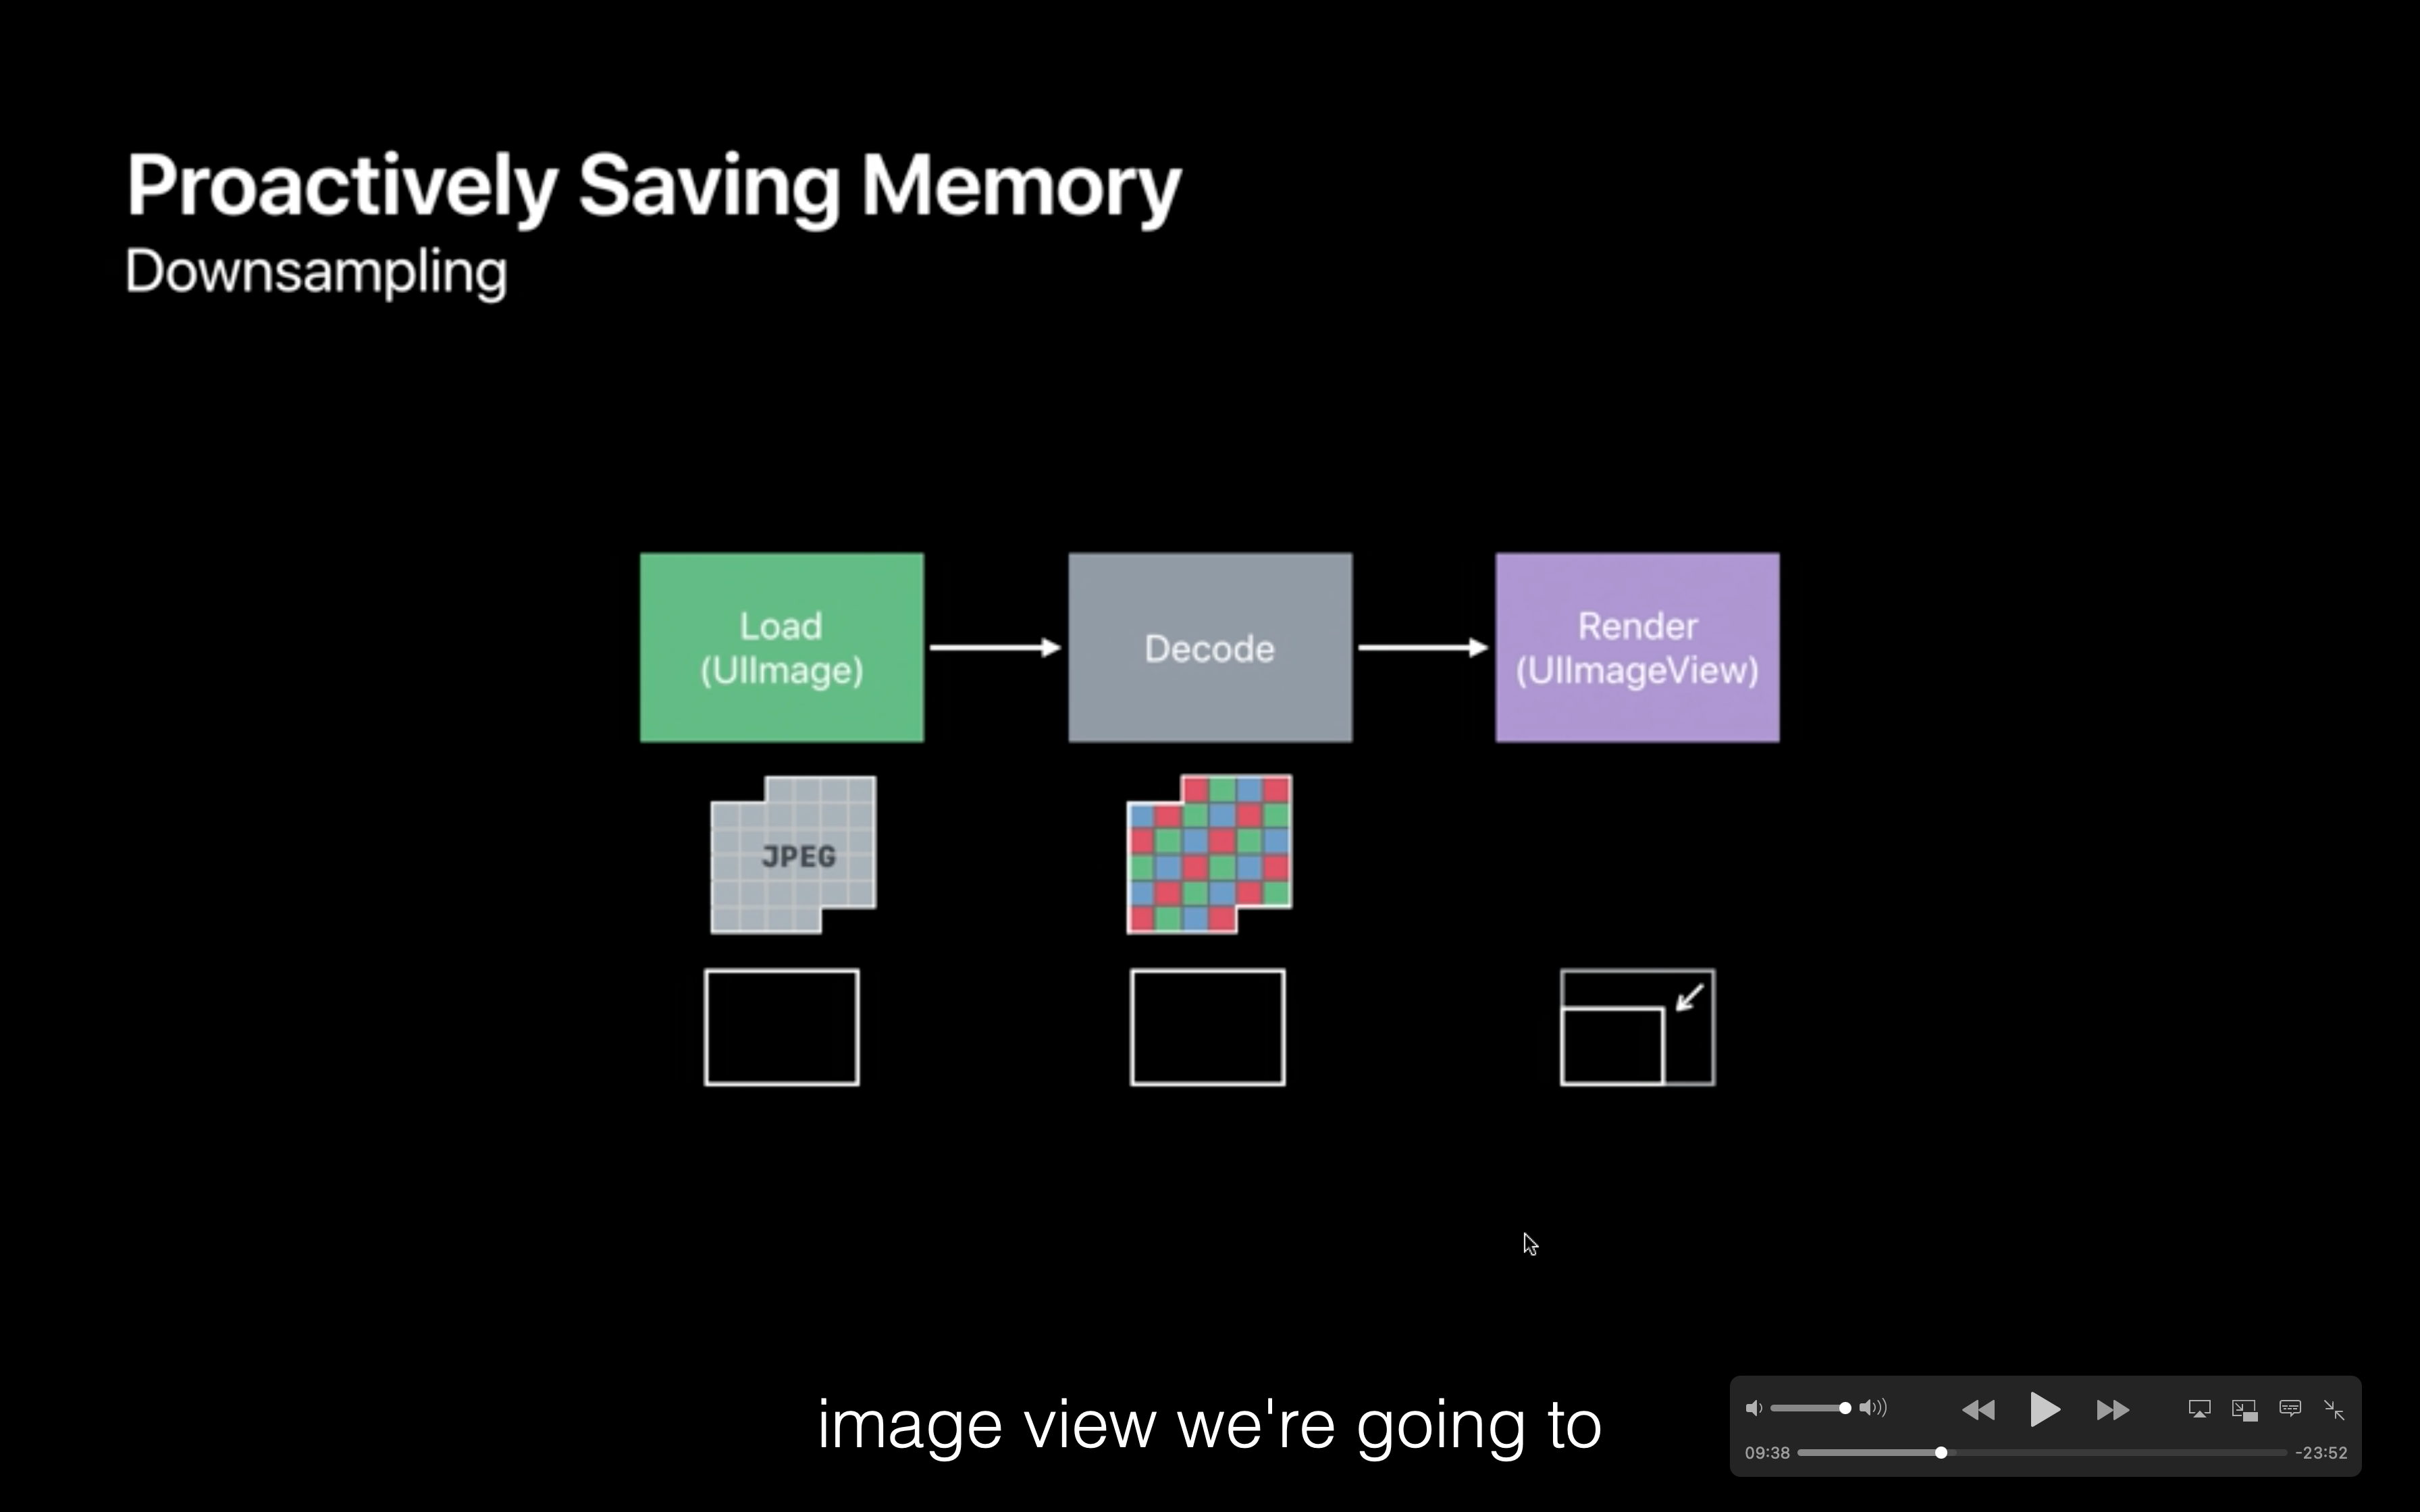 Proactively Saving Memory
Downsampling
Load
(UIImage)
Decode
Render
(UIImageView)
JPEG
image view we're going to
09:38
-23:52